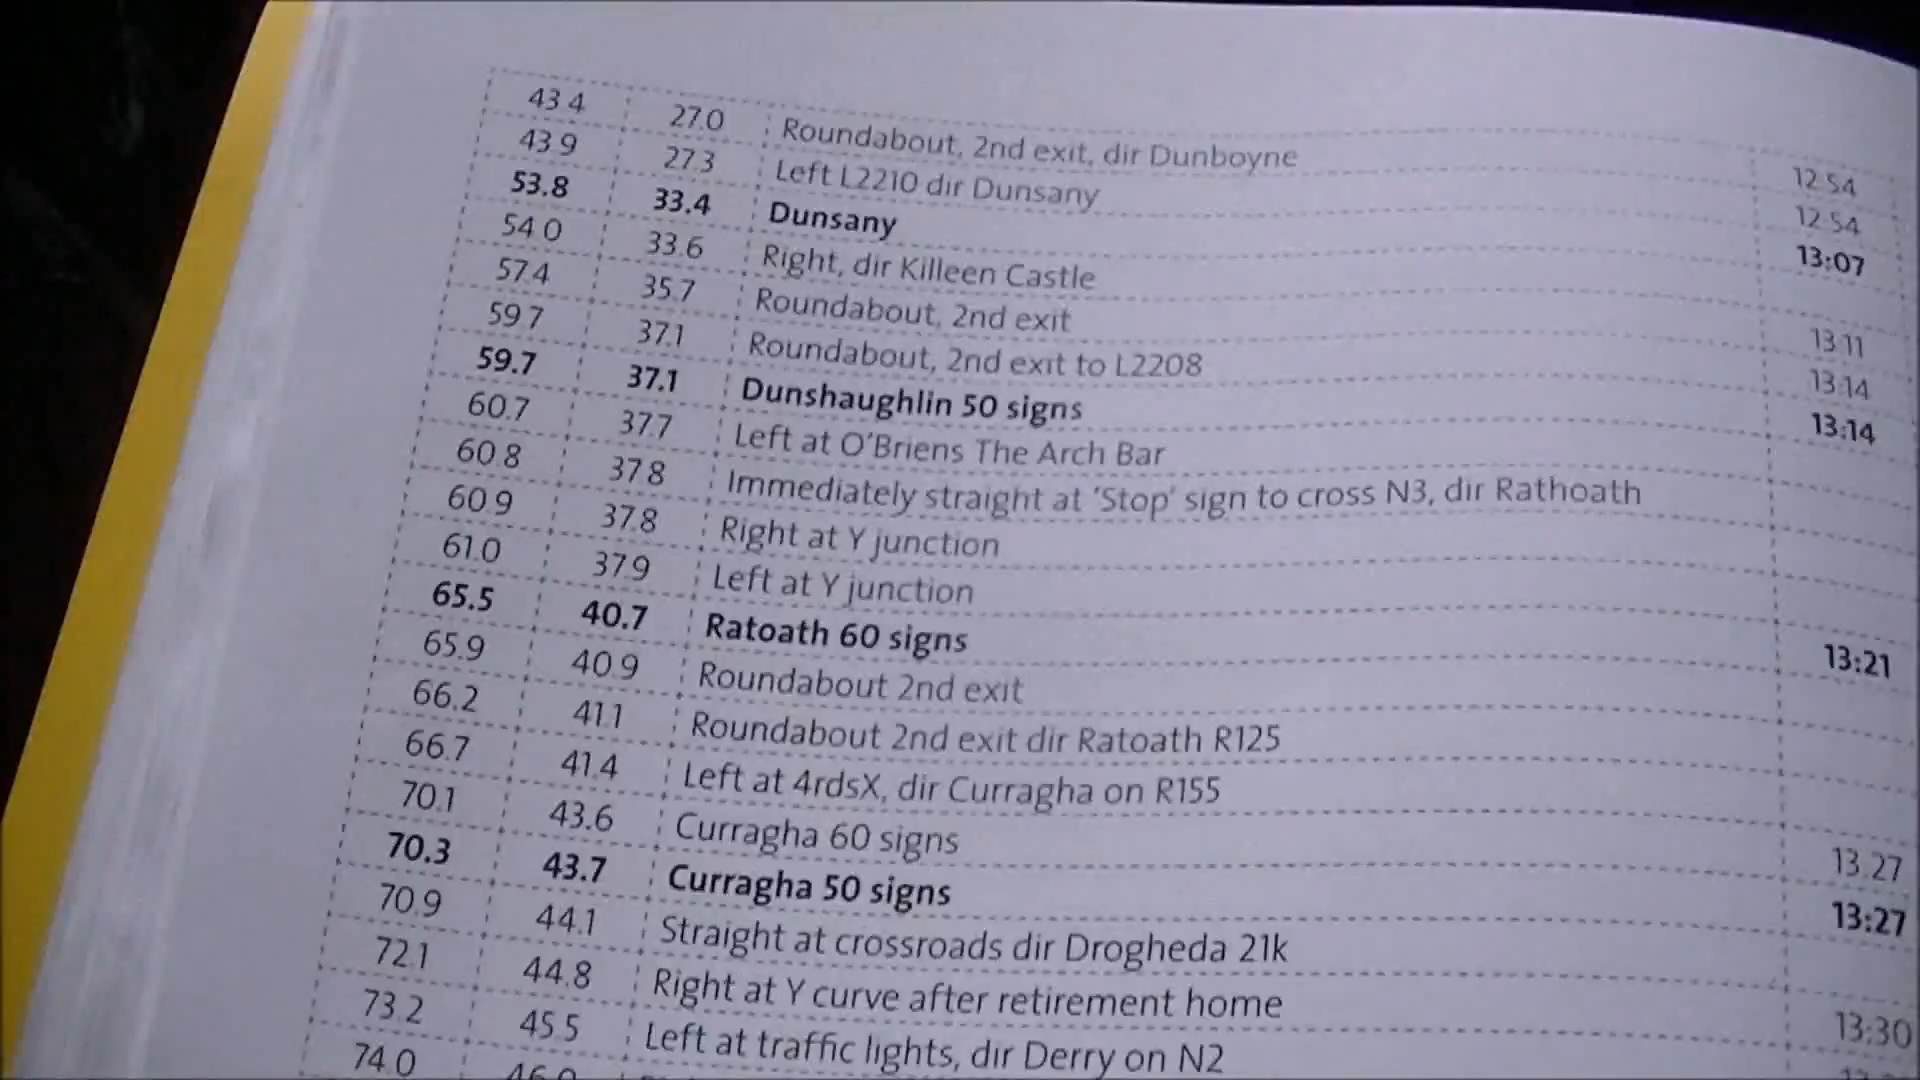 43.4 27.0 Roundabout, 2nd exit, dir Dunboyne 12:54
43.9 27.3 Left L2210 dir Dunsany 12:54
53.8 33.4 Dunsany 13:07
54.0 33.6 Right, dir Killeen Castle
57.4 35.7 Roundabout, 2nd exit 13:11
59.7 37.1 Roundabout, 2nd exit to L2208 13:14
59.7 37.1 Dunshaughlin 50 signs 13:14
60.7 37.7 Left at O'Briens The Arch Bar
60.8 37.8 Immediately straight at 'Stop' sign to cross N3, dir Rathoath
60.9 37.8 Right at Y junction
61.0 37.9 Left at Y junction
65.5 40.7 Ratoath 60 signs 13:21
65.9 40.9 Roundabout 2nd exit
66.2 41.1 Roundabout 2nd exit dir Ratoath R125
66.7 41.4 Left at 4rdsX, dir Curragha on R155
70.1 43.6 Curragha 60 signs 13:27
70.3 43.7 Curragha 50 signs 13:27
70.9 44.1 Straight at crossroads dir Drogheda 21k
72.1 44.8 Right at Y curve after retirement home 13:30
73.2 45.5 Left at traffic lights, dir Derry on N2
74.0